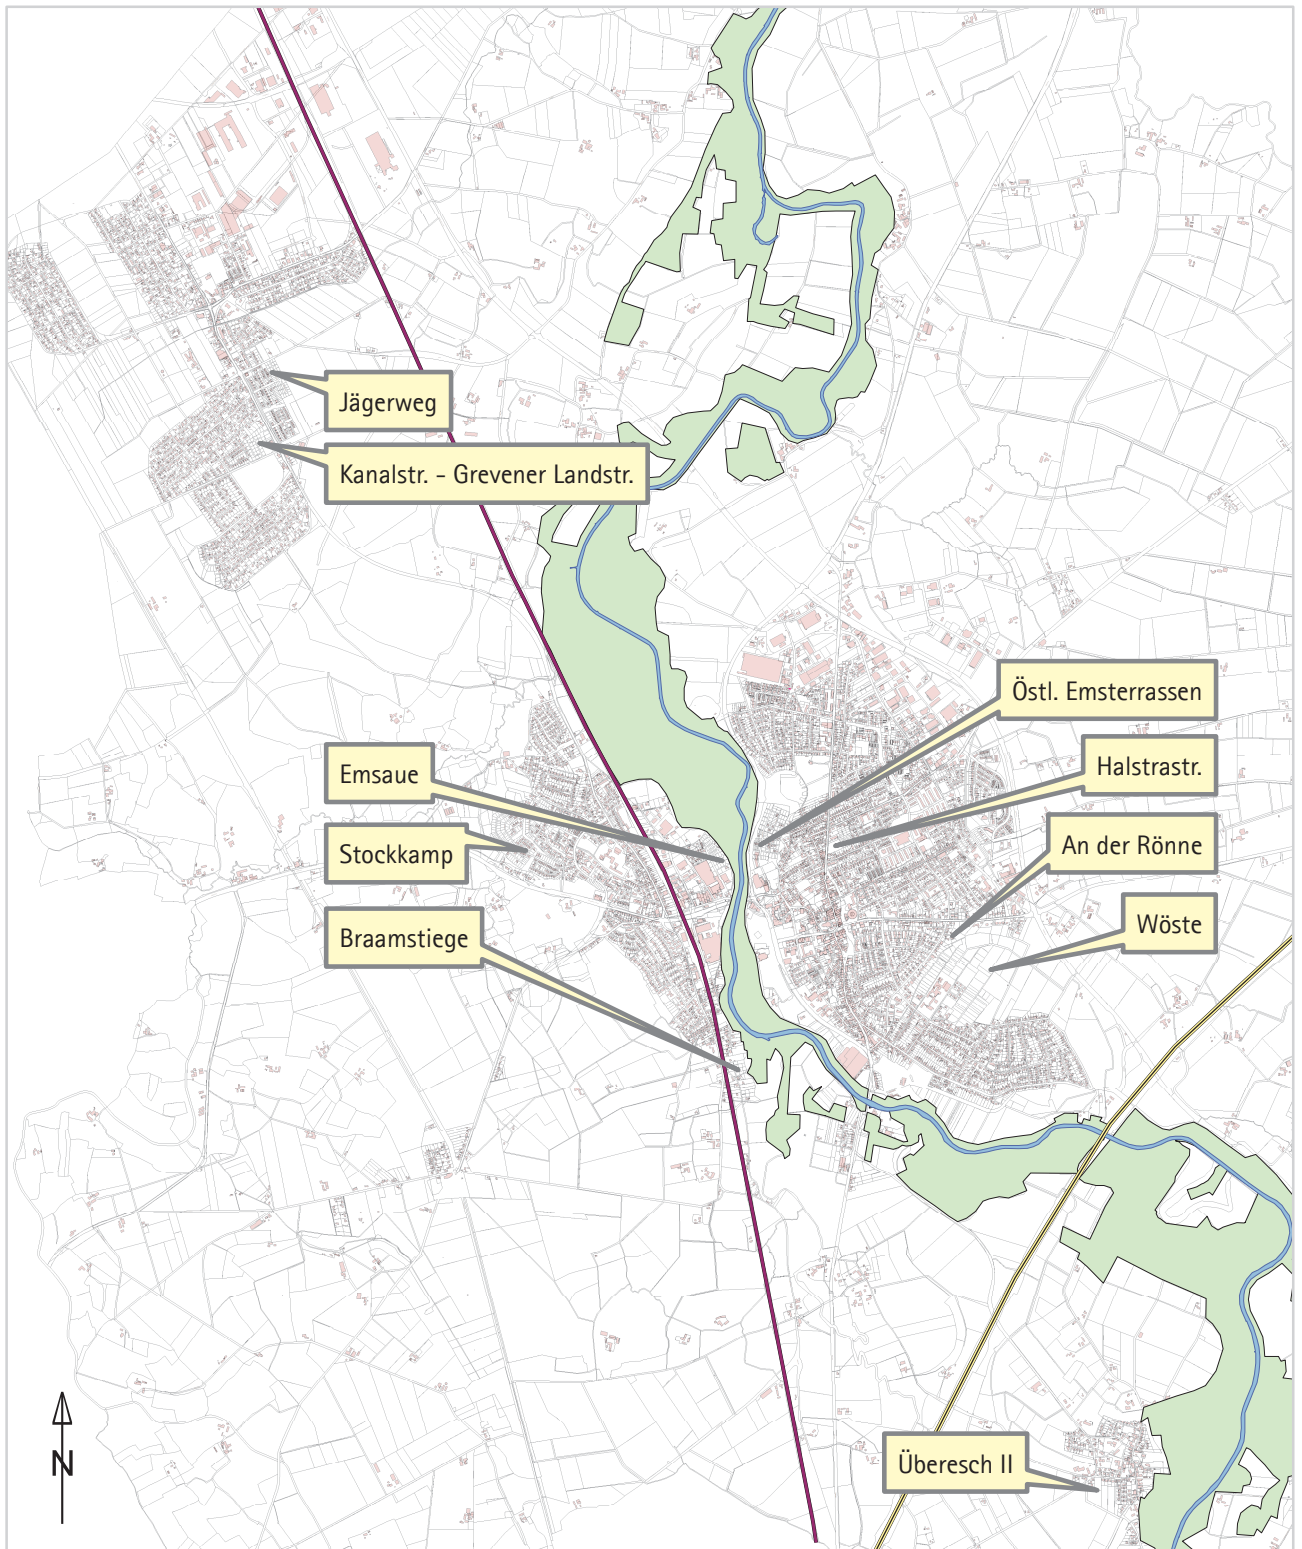 Jägerweg
Kanalstr. - Grevener Landstr.
Östl. Emsterrassen
Halstrastr.
Emsaue
An der Rönne
Stockkamp
Wöste
Braamstiege
Überesch II
N